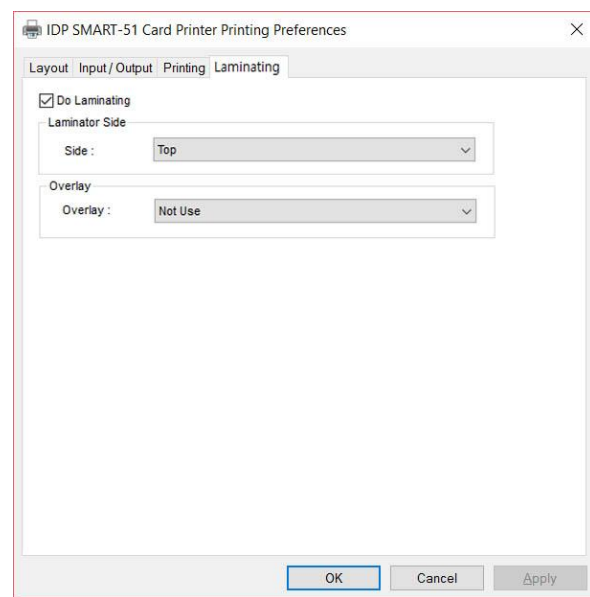 IDP SMART-51 Card Printer Printing Preferences
Layout Input / Output Printing Laminating
Do Laminating
Laminator Side
Side : Top
Overlay
Overlay : Not Use
OK Cancel Apply